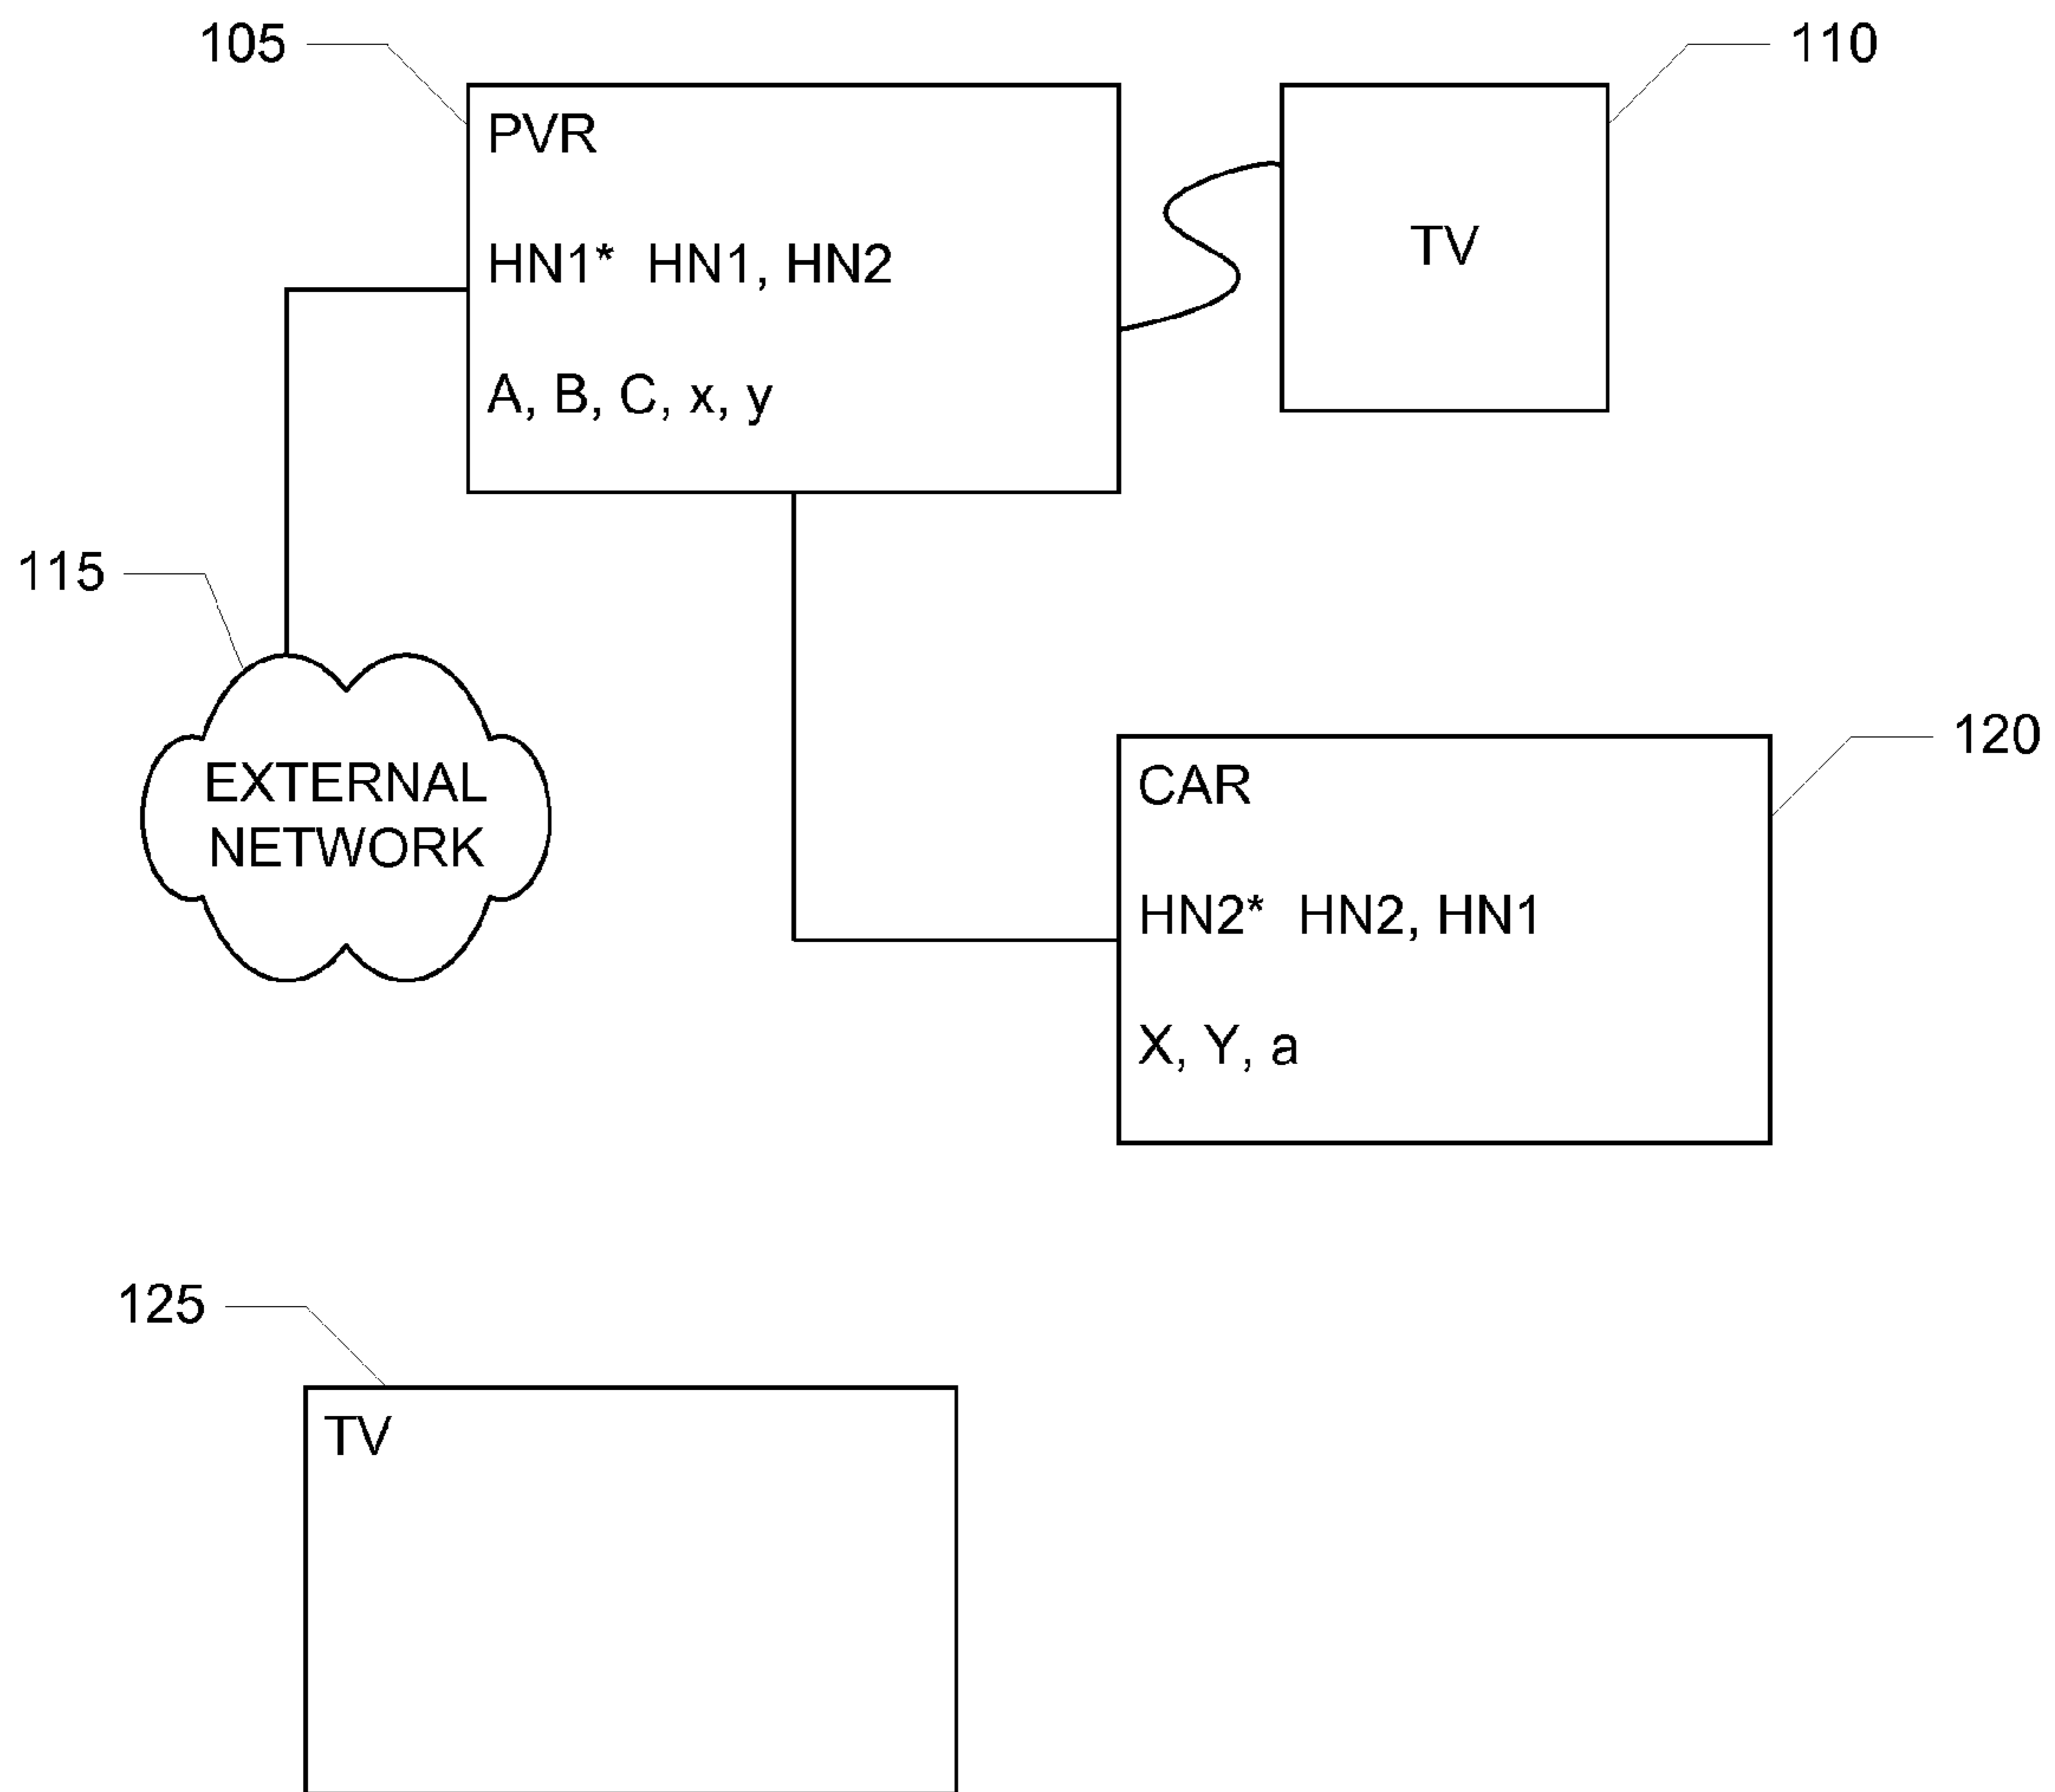 105
110
PVR
HN1*  HN1, HN2
A, B, C, x, y
TV
115
EXTERNAL
NETWORK
120
CAR
HN2*  HN2, HN1
X, Y, a
125
TV